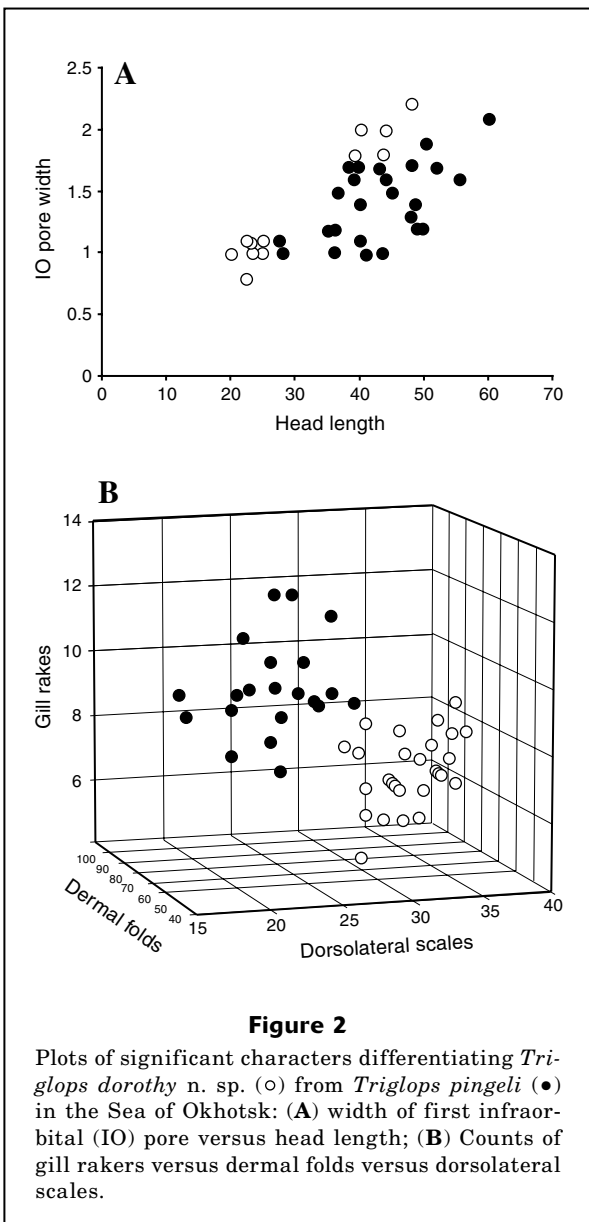 A
2.5
2
1.5
1
0.5
0
IO pore width
0 10 20 30 40 50 60 70
Head length
B
14
12
10
8
6
Gill rakes
100
90
80
70
60
50
40
Dermal folds
15 20 25 30 35 40
Dorsolateral scales
Figure 2
Plots of significant characters differentiating Tri-
glops dorothy n. sp. (○) from Triglops pingeli (●)
in the Sea of Okhotsk: (A) width of first infraor-
bital (IO) pore versus head length; (B) Counts of
gill rakers versus dermal folds versus dorsolateral
scales.